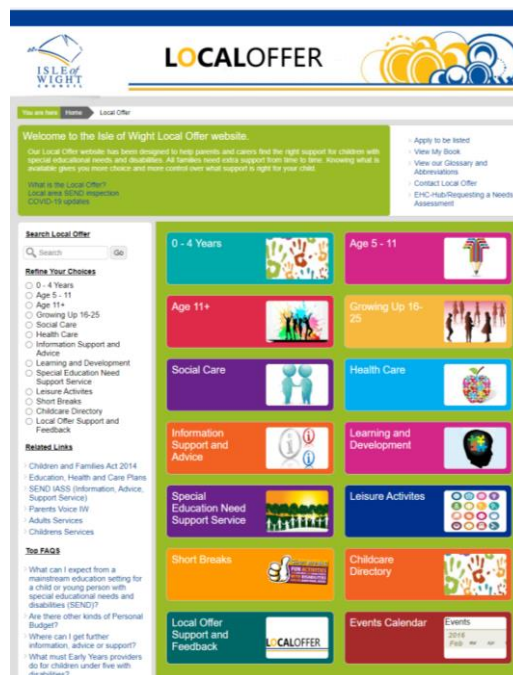 ISLE of
WIGHT
COUNCIL
LOCALOFFER
You are here: Home Local Offer
Welcome to the Isle of Wight Local Offer website.
Our Local Offer website has been designed to help parents and carers find the right support for children with
special educational needs and disabilities. All families need extra support from time to time. Knowing what is
available gives you more choice and more control over what support is right for your child.
What is the Local Offer?
Local area SEND inspection
COVID-19 updates
Apply to be listed
View My Book
View our Glossary and
Abbreviations
Contact Local Offer
EHC-Hub/Requesting a Needs
Assessment
Search Local Offer
Search Go
Refine Your Choices
0 - 4 Years
Age 5 - 11
Age 11+
Growing Up 16-25
Social Care
Health Care
Information Support and
Advice
Learning and Development
Special Education Need
Support Service
Leisure Activites
Short Breaks
Childcare Directory
Local Offer Support and
Feedback
Related Links
Children and Families Act 2014
Education, Health and Care Plans
SEND IASS (Information, Advice,
Support Service)
Parents Voice IW
Adults Services
Childrens Services
Top FAQS
What can I expect from a
mainstream education setting for
a child or young person with
special educational needs and
disabilities (SEND)?
Are there other kinds of Personal
Budget?
Where can I get further
information, advice or support?
What must Early Years providers
do for children under five with
disabilities?
0 - 4 Years
Age 5 - 11
Age 11+
Growing Up 16-
25
Social Care
Health Care
Information
Support and
Advice
Learning and
Development
Special
Education Need
Support Service
Leisure Activites
Short Breaks
Childcare
Directory
Local Offer
Support and
Feedback
LOCALOFFER
Events Calendar
Events
2016
Feb